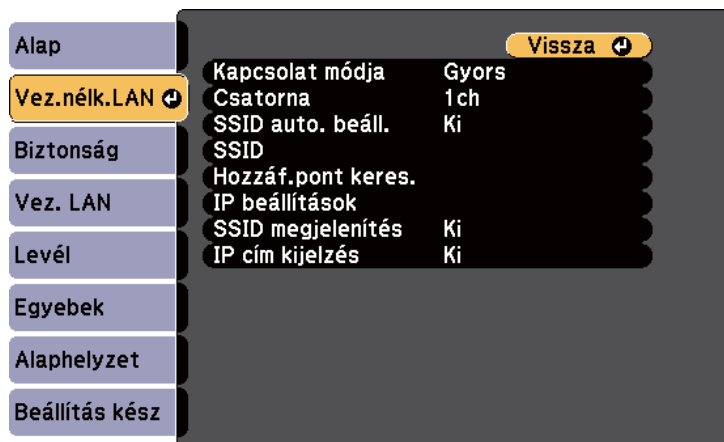 Alap
Vez.nélk.LAN
Biztonság
Vez. LAN
Levél
Egyebek
Alaphelyzet
Beállítás kész
Vissza
Kapcsolat módja Gyors
Csatorna 1ch
SSID auto. beáll. Ki
SSID
Hozzáf.pont keres.
IP beállítások
SSID megjelenítés Ki
IP cím kijelzés Ki